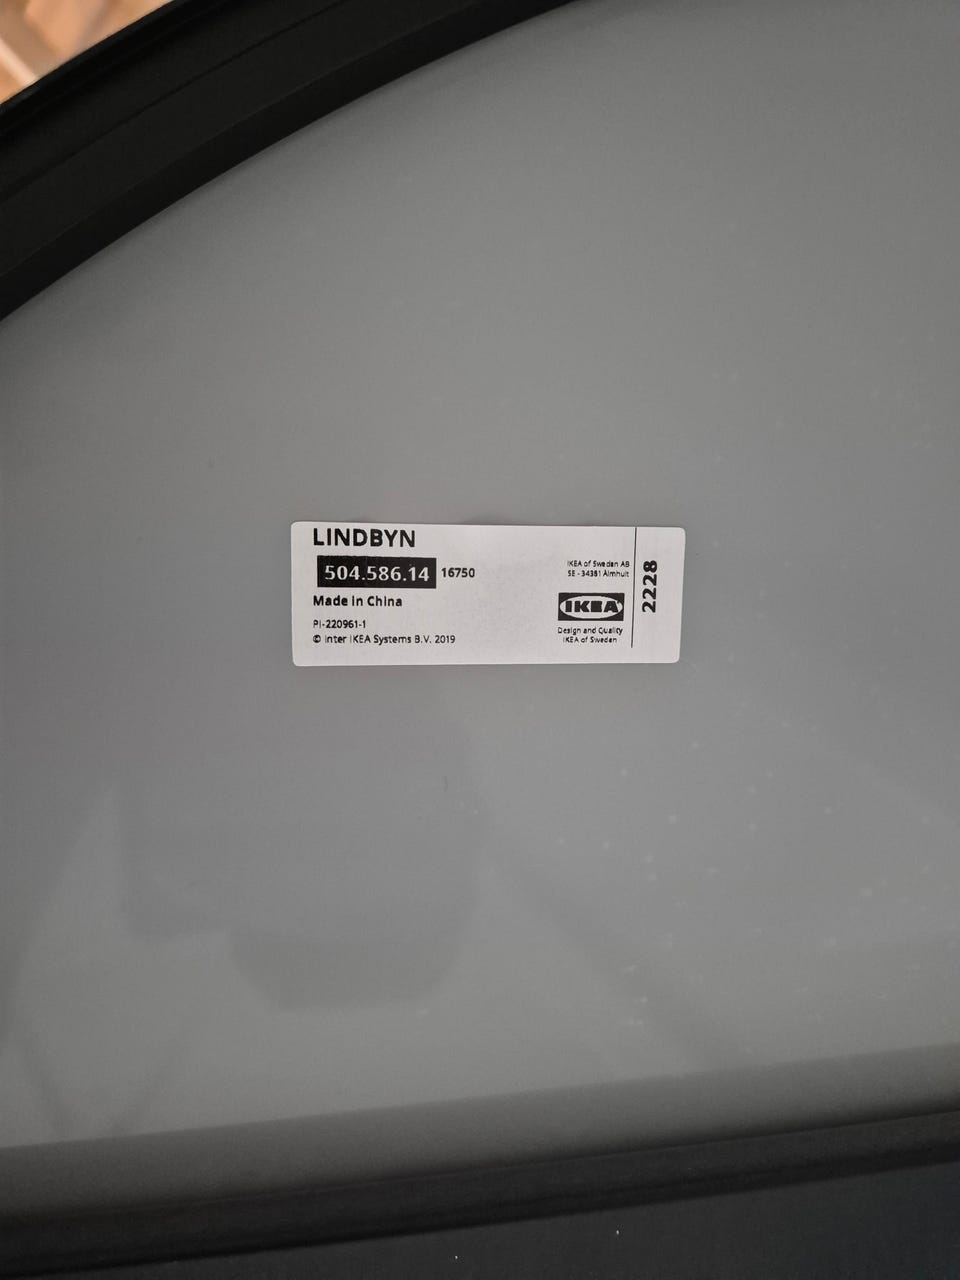 LINDBYN
504.586.14 16750
Made in China
PI-220961-1
© Inter IKEA Systems B.V. 2019
IKEA of Sweden AB
SE - 34381 Älmhult
IKEA
Design and Quality
IKEA of Sweden
2228